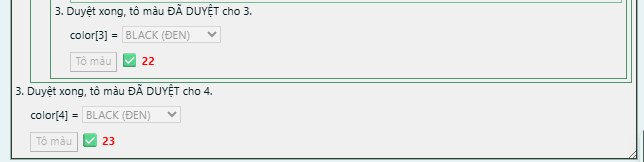 3. Duyệt xong, tô màu ĐÃ DUYỆT cho 3.
color[3] = BLACK (ĐEN)
Tô màu ✅ 22
3. Duyệt xong, tô màu ĐÃ DUYỆT cho 4.
color[4] = BLACK (ĐEN)
Tô màu ✅ 23